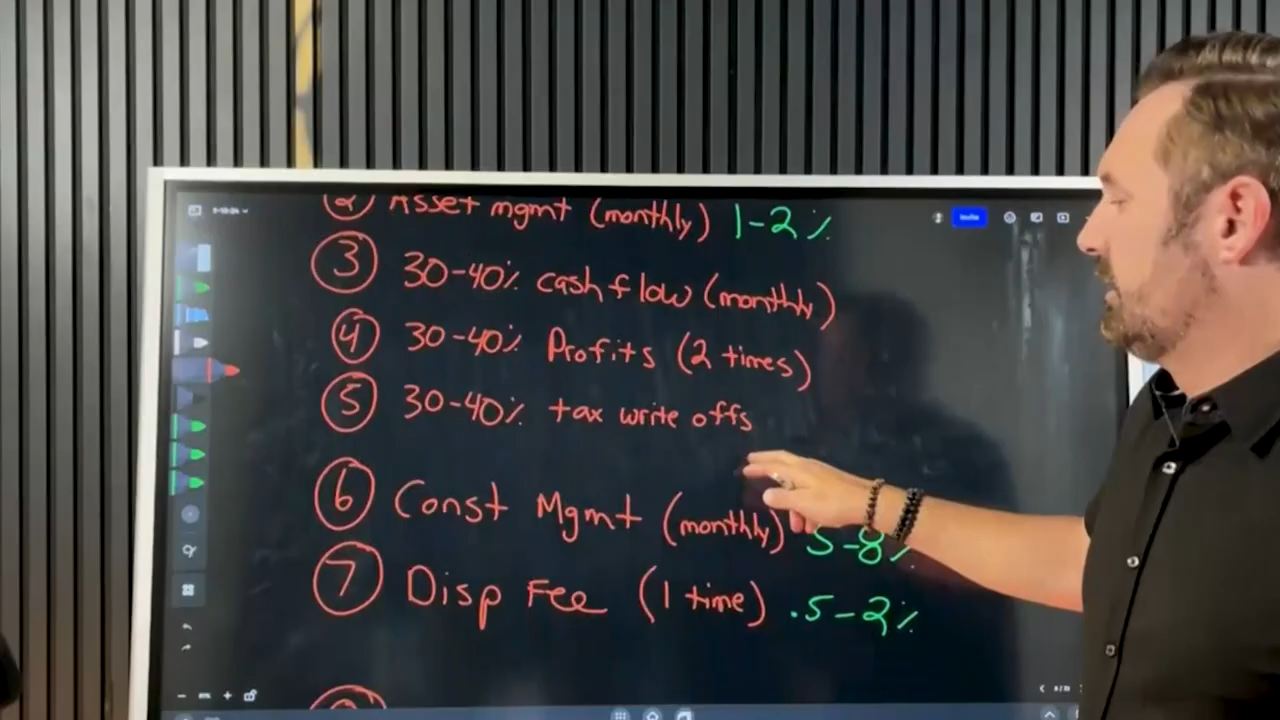 2 Asset mgmt (monthly) 1-2%
3 30-40% cash flow (monthly)
4 30-40% Profits (2 times)
5 30-40% tax write offs
6 Const Mgmt (monthly) 5-8%
7 Disp Fee (1 time) .5-2%